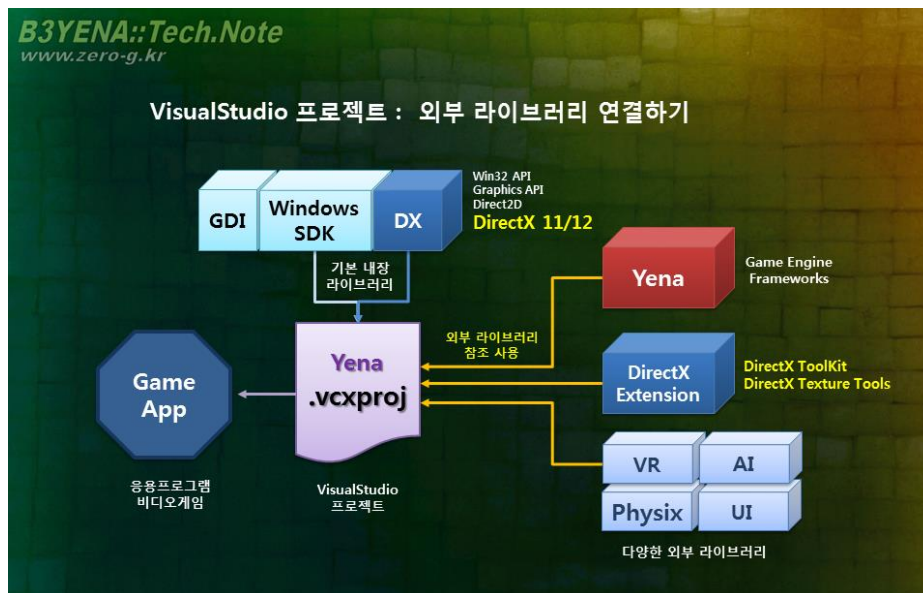 B3YENA::Tech.Note
www.zero-g.kr
VisualStudio 프로젝트 : 외부 라이브러리 연결하기
GDI
Windows
SDK
DX
Win32 API
Graphics API
Direct2D
DirectX 11/12
기본 내장
라이브러리
Yena
Game Engine
Frameworks
외부 라이브러리
참조 사용
Yena
.vcxproj
Game
App
DirectX
Extension
DirectX ToolKit
DirectX Texture Tools
VR
AI
Physix
UI
응용프로그램
비디오게임
VisualStudio
프로젝트
다양한 외부 라이브러리